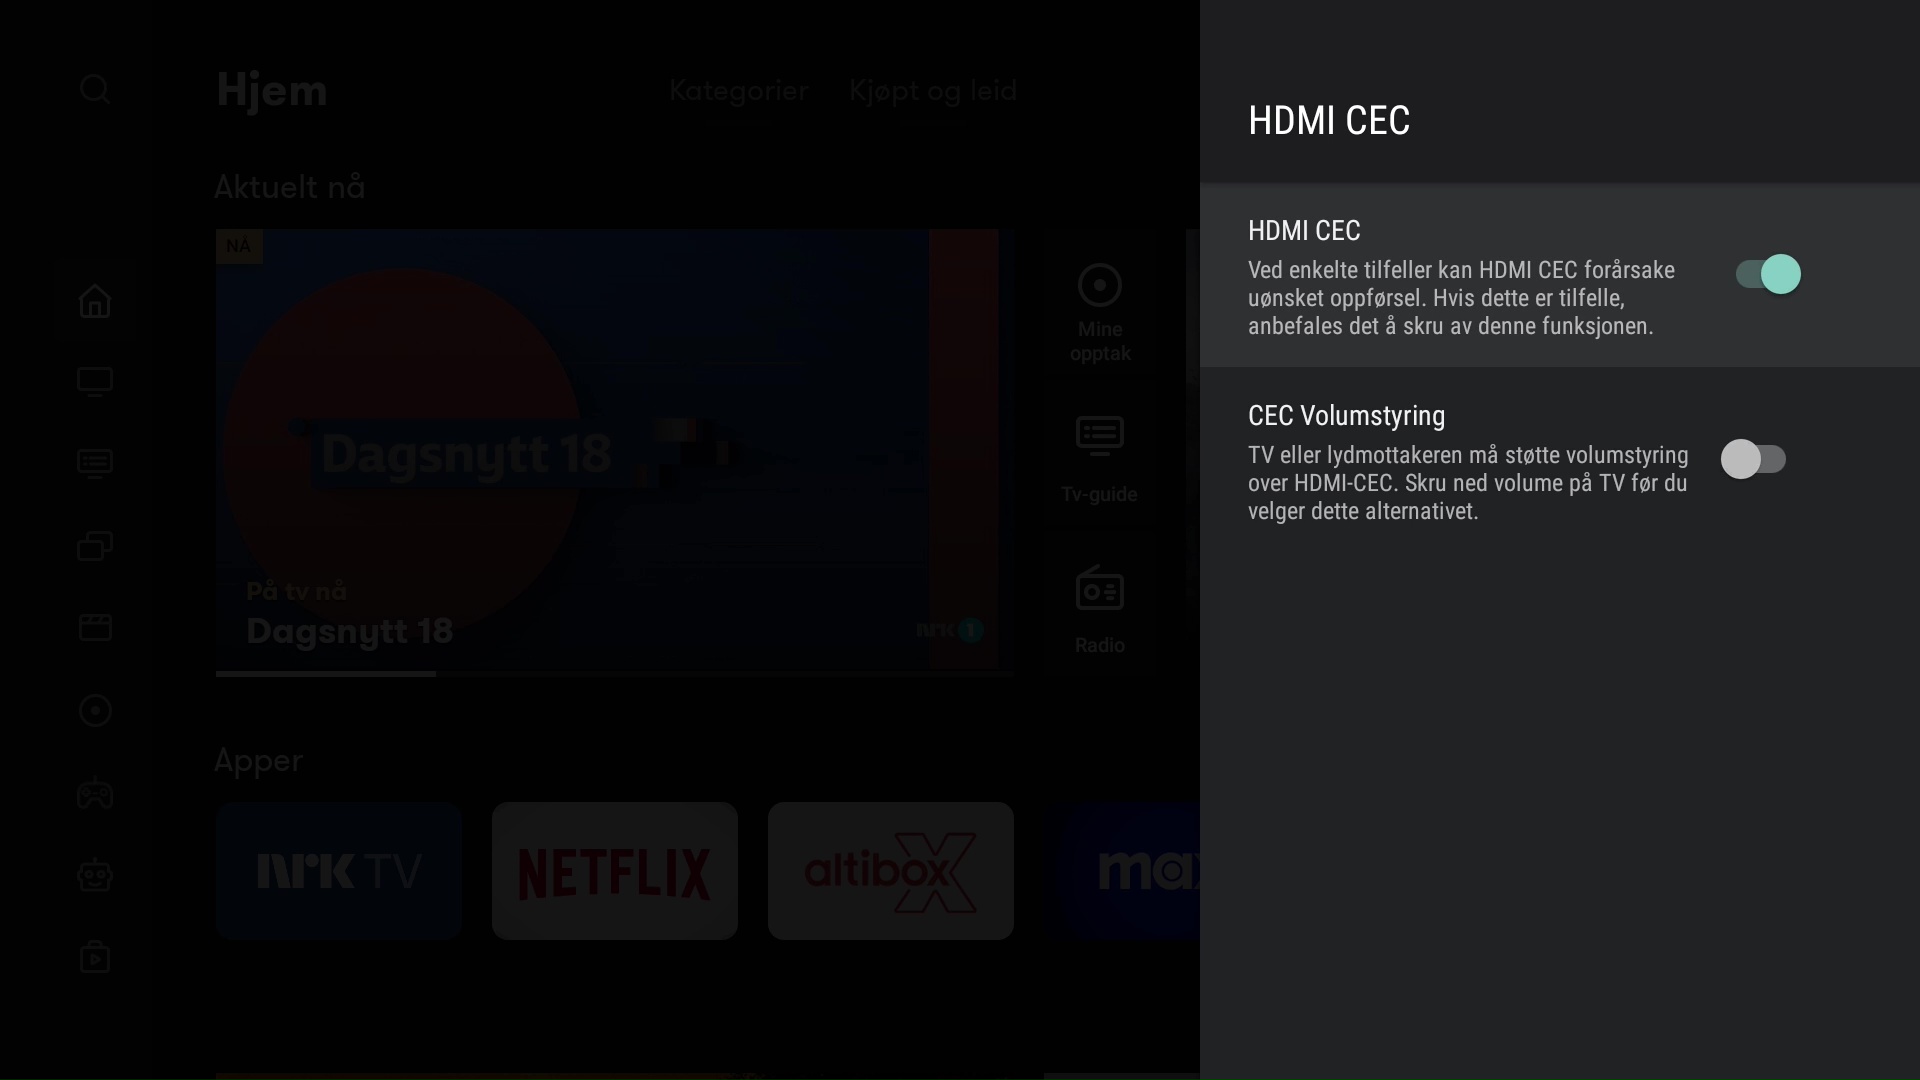 Hjem
Kategorier
Kjøpt og leid
Aktuelt nå
NÅ
Dagsnytt 18
På tv nå
Dagsnytt 18
nrk 1
Mine
opptak
Tv-guide
Radio
Apper
NRK TV
NETFLIX
altibox X
max
HDMI CEC
HDMI CEC
Ved enkelte tilfeller kan HDMI CEC forårsake
uønsket oppførsel. Hvis dette er tilfelle,
anbefales det å skru av denne funksjonen.
CEC Volumstyring
TV eller lydmottakeren må støtte volumstyring
over HDMI-CEC. Skru ned volume på TV før du
velger dette alternativet.